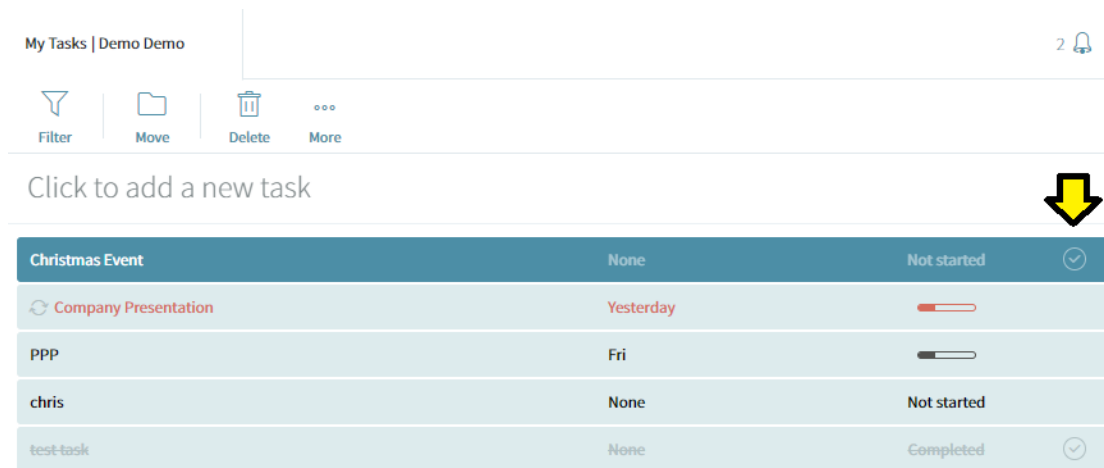 My Tasks | Demo Demo
2
Filter Move Delete More
Click to add a new task
Christmas Event None Not started
Company Presentation Yesterday
PPP Fri
chris None Not started
test task None Completed